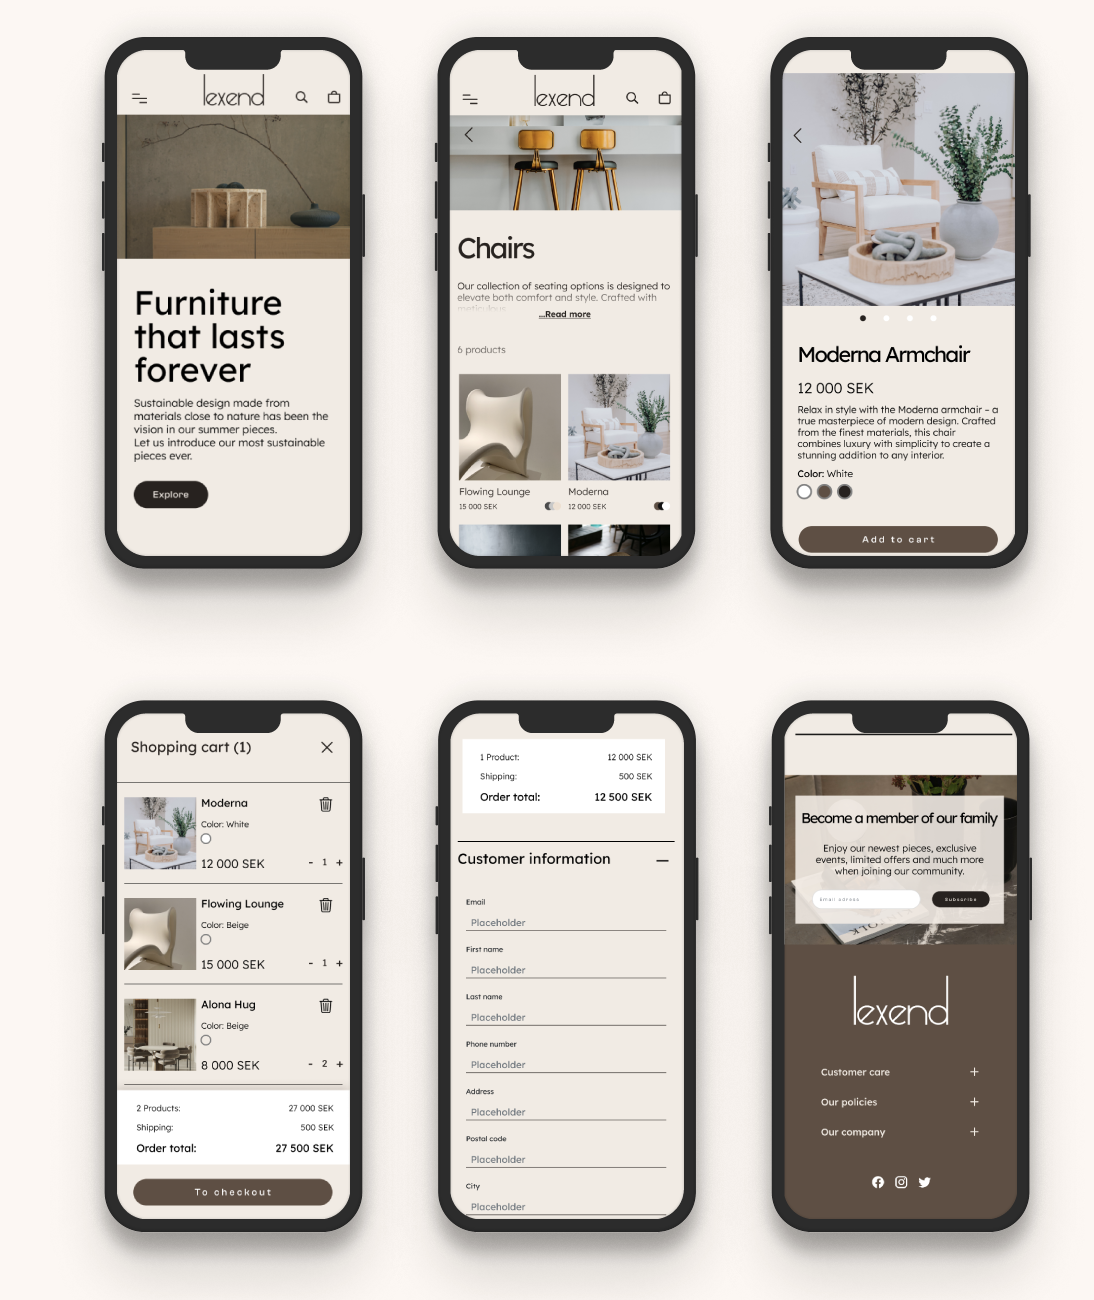 lexend
Furniture
that lasts
forever
Sustainable design made from
materials close to nature has been the
vision in our summer pieces.
Let us introduce our most sustainable
pieces ever.
Explore
lexend
Chairs
Our collection of seating options is designed to
elevate both comfort and style. Crafted with
meticulous
...Read more
6 products
Flowing Lounge
15 000 SEK
Moderna
12 000 SEK
Moderna Armchair
12 000 SEK
Relax in style with the Moderna armchair – a
true masterpiece of modern design. Crafted
from the finest materials, this chair
combines luxury with simplicity to create a
stunning addition to any interior.
Color: White
Add to cart
Shopping cart (1)
Moderna
Color: White
12 000 SEK - 1 +
Flowing Lounge
Color: Beige
15 000 SEK - 1 +
Alona Hug
Color: Beige
8 000 SEK - 2 +
2 Products: 27 000 SEK
Shipping: 500 SEK
Order total: 27 500 SEK
To checkout
1 Product: 12 000 SEK
Shipping: 500 SEK
Order total: 12 500 SEK
Customer information
Email
Placeholder
First name
Placeholder
Last name
Placeholder
Phone number
Placeholder
Address
Placeholder
Postal code
Placeholder
City
Placeholder
Become a member of our family
Enjoy our newest pieces, exclusive
events, limited offers and much more
when joining our community.
Email adress Subscribe
lexend
Customer care +
Our policies +
Our company +